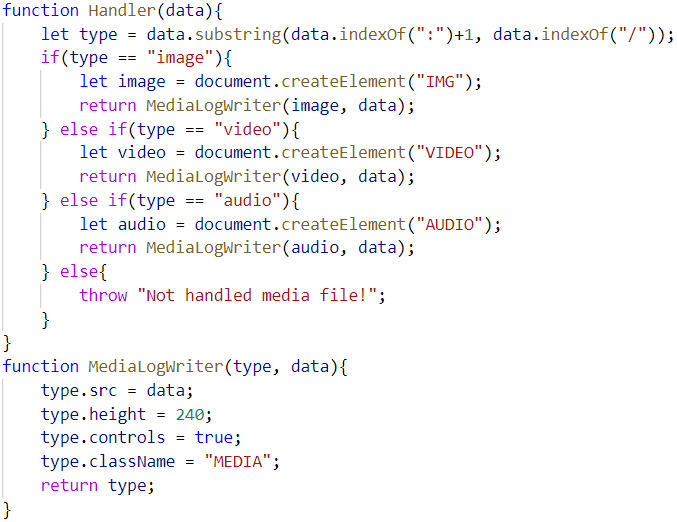 function Handler(data){
    let type = data.substring(data.indexOf(":")+1, data.indexOf("/"));
    if(type == "image"){
        let image = document.createElement("IMG");
        return MediaLogWriter(image, data);
    } else if(type == "video"){
        let video = document.createElement("VIDEO");
        return MediaLogWriter(video, data);
    } else if(type == "audio"){
        let audio = document.createElement("AUDIO");
        return MediaLogWriter(audio, data);
    } else{
        throw "Not handled media file!";
    }
}
function MediaLogWriter(type, data){
    type.src = data;
    type.height = 240;
    type.controls = true;
    type.className = "MEDIA";
    return type;
}